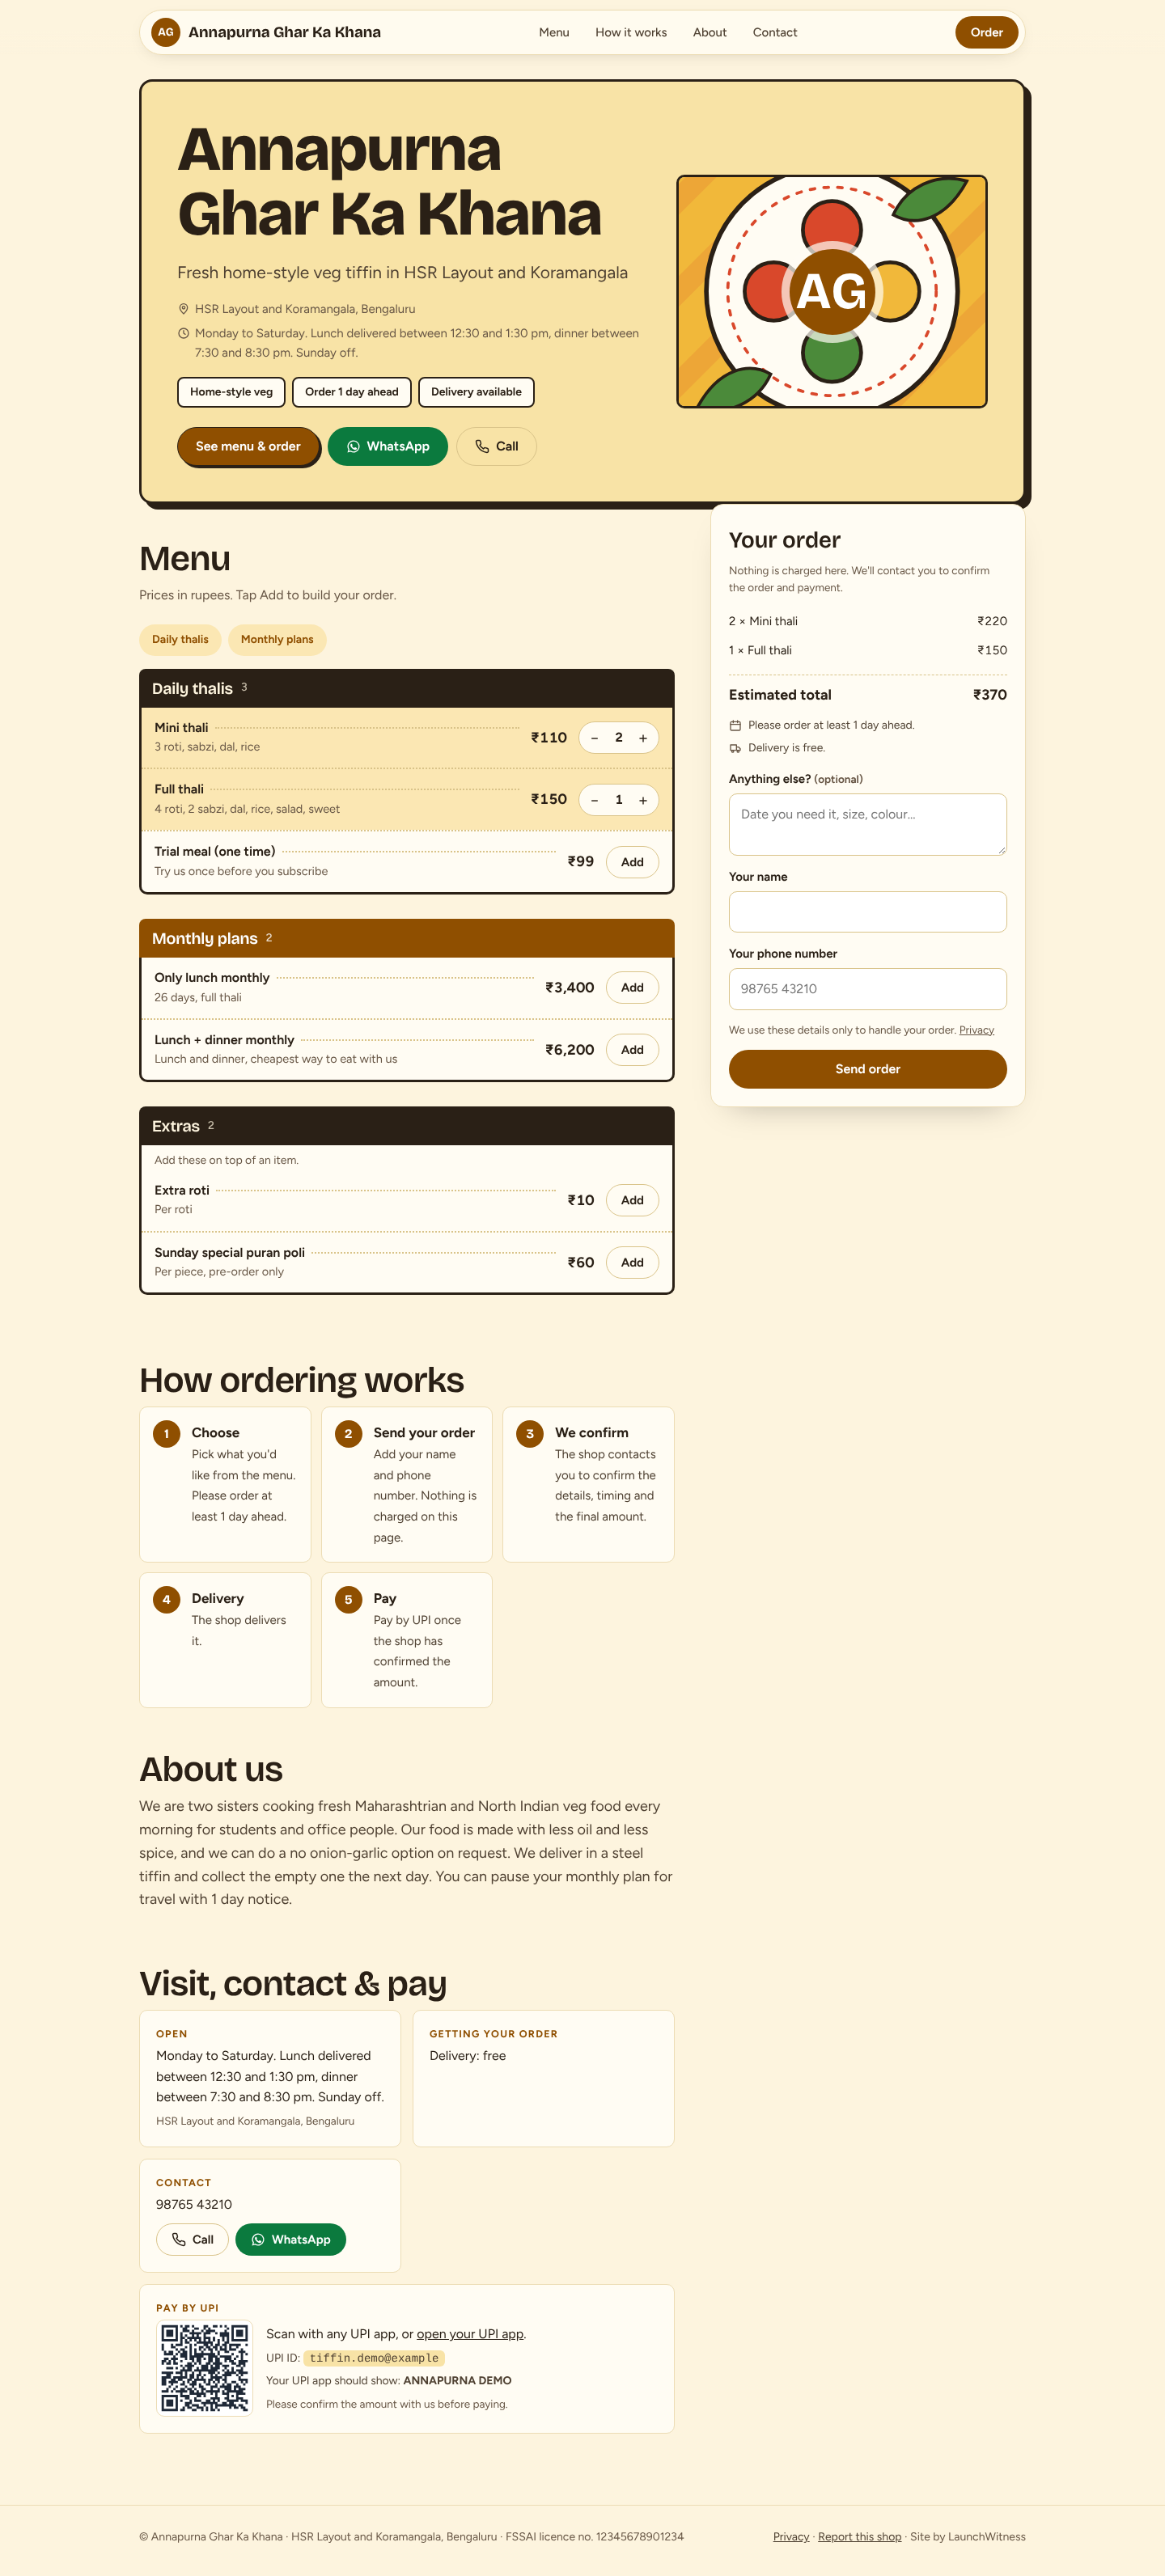 AG Annapurna Ghar Ka Khana
Menu How it works About Contact
Order
Annapurna
Ghar Ka Khana
Fresh home-style veg tiffin in HSR Layout and Koramangala
HSR Layout and Koramangala, Bengaluru
Monday to Saturday. Lunch delivered between 12:30 and 1:30 pm, dinner between
7:30 and 8:30 pm. Sunday off.
Home-style veg Order 1 day ahead Delivery available
See menu & order WhatsApp Call
AG
Menu
Prices in rupees. Tap Add to build your order.
Daily thalis Monthly plans
Daily thalis 3
Mini thali ₹110 − 2 +
3 roti, sabzi, dal, rice
Full thali ₹150 − 1 +
4 roti, 2 sabzi, dal, rice, salad, sweet
Trial meal (one time) ₹99 Add
Try us once before you subscribe
Monthly plans 2
Only lunch monthly ₹3,400 Add
26 days, full thali
Lunch + dinner monthly ₹6,200 Add
Lunch and dinner, cheapest way to eat with us
Extras 2
Add these on top of an item.
Extra roti ₹10 Add
Per roti
Sunday special puran poli ₹60 Add
Per piece, pre-order only
Your order
Nothing is charged here. We'll contact you to confirm
the order and payment.
2 × Mini thali ₹220
1 × Full thali ₹150
Estimated total ₹370
Please order at least 1 day ahead.
Delivery is free.
Anything else? (optional)
Date you need it, size, colour...
Your name
Your phone number
98765 43210
We use these details only to handle your order. Privacy
Send order
How ordering works
1 Choose
Pick what you'd
like from the menu.
Please order at
least 1 day ahead.
2 Send your order
Add your name
and phone
number. Nothing is
charged on this
page.
3 We confirm
The shop contacts
you to confirm the
details, timing and
the final amount.
4 Delivery
The shop delivers
it.
5 Pay
Pay by UPI once
the shop has
confirmed the
amount.
About us
We are two sisters cooking fresh Maharashtrian and North Indian veg food every
morning for students and office people. Our food is made with less oil and less
spice, and we can do a no onion-garlic option on request. We deliver in a steel
tiffin and collect the empty one the next day. You can pause your monthly plan for
travel with 1 day notice.
Visit, contact & pay
OPEN
Monday to Saturday. Lunch delivered
between 12:30 and 1:30 pm, dinner
between 7:30 and 8:30 pm. Sunday off.
HSR Layout and Koramangala, Bengaluru
GETTING YOUR ORDER
Delivery: free
CONTACT
98765 43210
Call WhatsApp
PAY BY UPI
Scan with any UPI app, or open your UPI app.
UPI ID: tiffin.demo@example
Your UPI app should show: ANNAPURNA DEMO
Please confirm the amount with us before paying.
© Annapurna Ghar Ka Khana · HSR Layout and Koramangala, Bengaluru · FSSAI licence no. 12345678901234
Privacy · Report this shop · Site by LaunchWitness